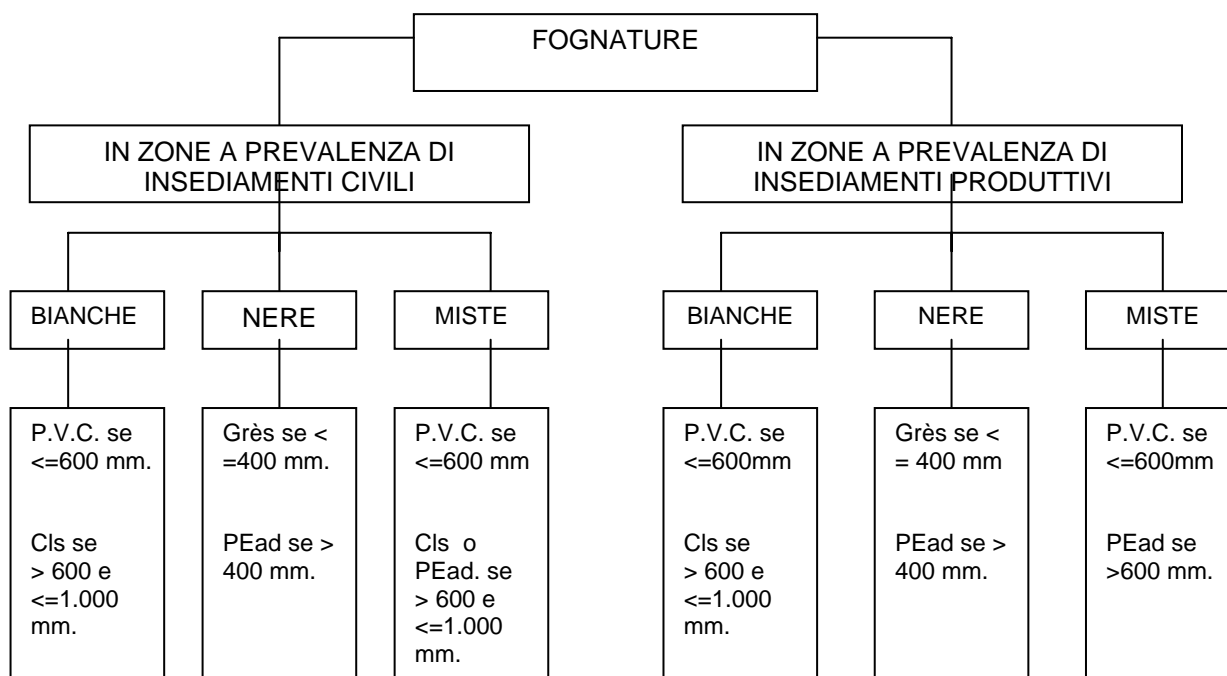 FOGNATURE
IN ZONE A PREVALENZA DI
INSEDIAMENTI CIVILI
IN ZONE A PREVALENZA DI
INSEDIAMENTI PRODUTTIVI
BIANCHE
NERE
MISTE
BIANCHE
NERE
MISTE
P.V.C. se
<=600 mm.
Cls se
> 600 e
<=1.000
mm.
Grès se <
=400 mm.
PEad se >
400 mm.
P.V.C. se
<=600 mm
Cls o
PEad. se
> 600 e
<=1.000
mm.
P.V.C. se
<=600mm
Cls se
> 600 e
<=1.000
mm.
Grès se <
= 400 mm
PEad se >
400 mm.
P.V.C. se
<=600mm
PEad se
>600 mm.